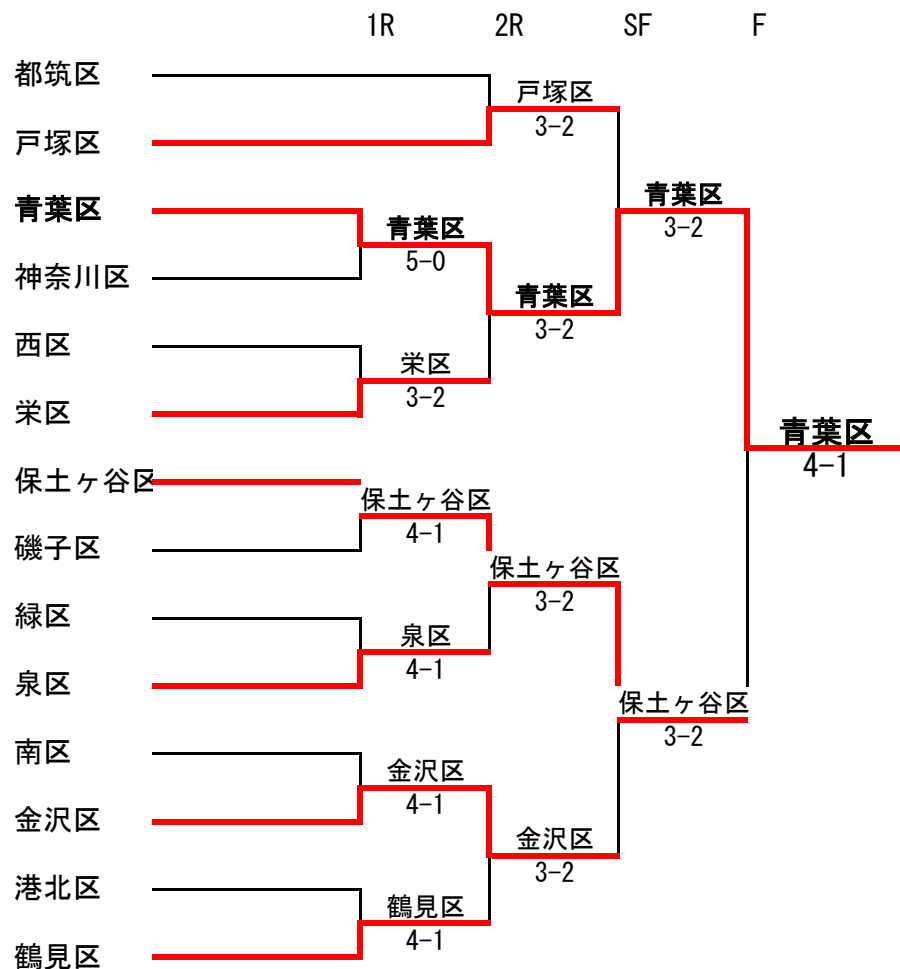 1R 2R SF F
都筑区
戸塚区
3-2
戸塚区
青葉区
青葉区
3-2
青葉区
5-0
神奈川区
青葉区
3-2
西区
栄区
3-2
栄区
青葉区
4-1
保土ヶ谷区
保土ヶ谷区
4-1
磯子区
保土ヶ谷区
3-2
緑区
泉区
4-1
泉区
保土ヶ谷区
3-2
南区
金沢区
4-1
金沢区
金沢区
3-2
港北区
鶴見区
4-1
鶴見区